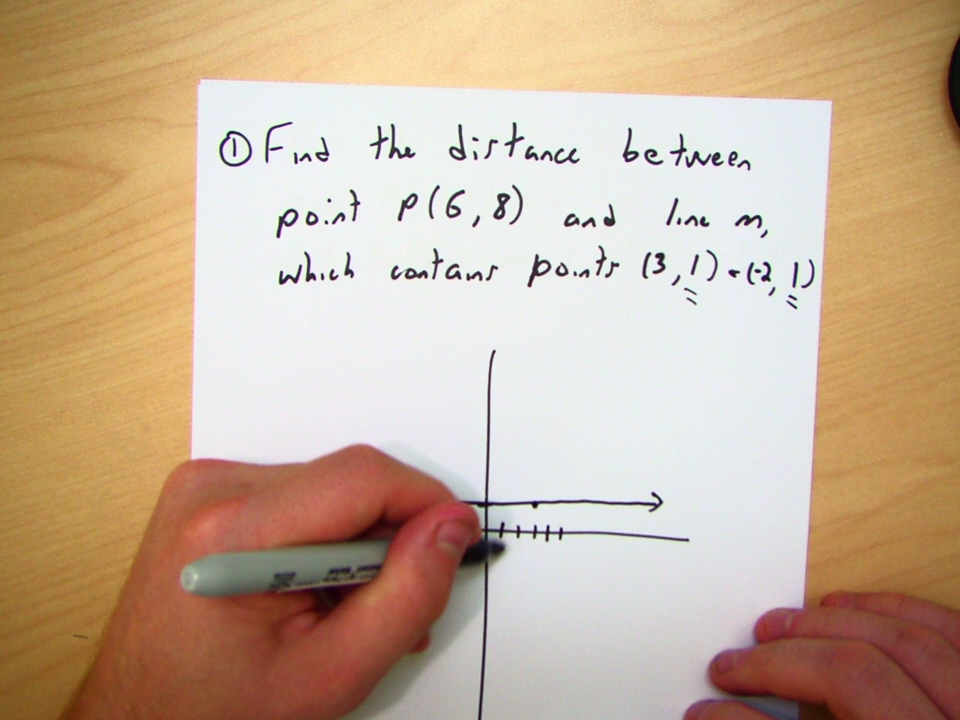 ① Find the distance between
point P(6,8) and line m,
which contains points (3,1) + (-2,1)